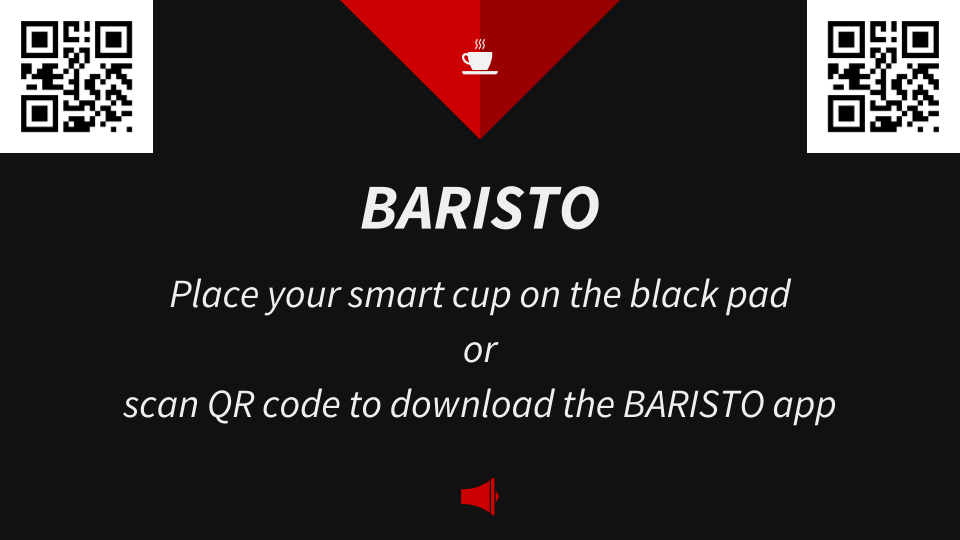 BARISTO
Place your smart cup on the black pad
or
scan QR code to download the BARISTO app